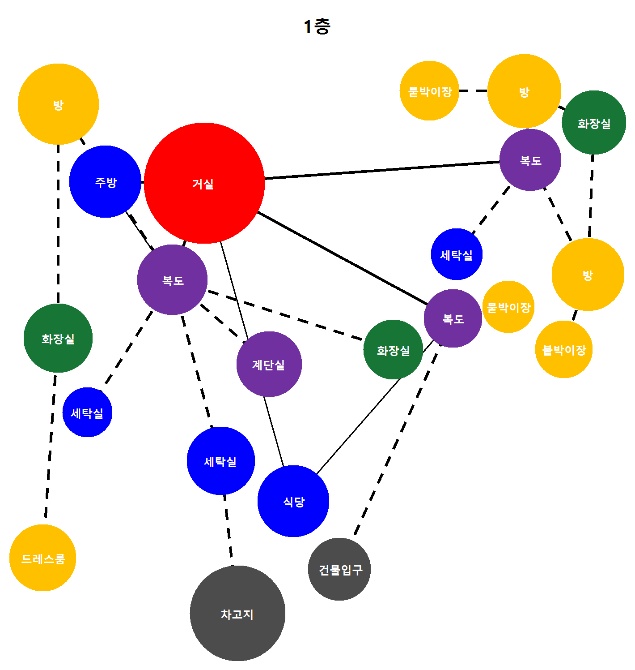 1층
방
붙박이장
방
화장실
주방
거실
복도
세탁실
방
복도
복도
붙박이장
화장실
화장실
계단실
붙박이장
세탁실
세탁실
식당
드레스룸
건물입구
차고지